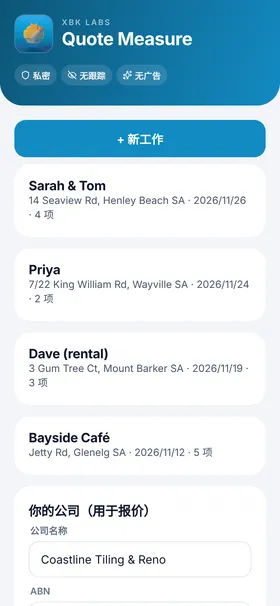 XBK LABS
Quote Measure
私密
无跟踪
无广告
+ 新工作
Sarah & Tom
14 Seaview Rd, Henley Beach SA · 2026/11/26
· 4 项
Priya
7/22 King William Rd, Wayville SA · 2026/11/24
· 2 项
Dave (rental)
3 Gum Tree Ct, Mount Barker SA · 2026/11/19 ·
3 项
Bayside Café
Jetty Rd, Glenelg SA · 2026/11/12 · 5 项
你的公司（用于报价）
公司名称
Coastline Tiling & Reno
ABN